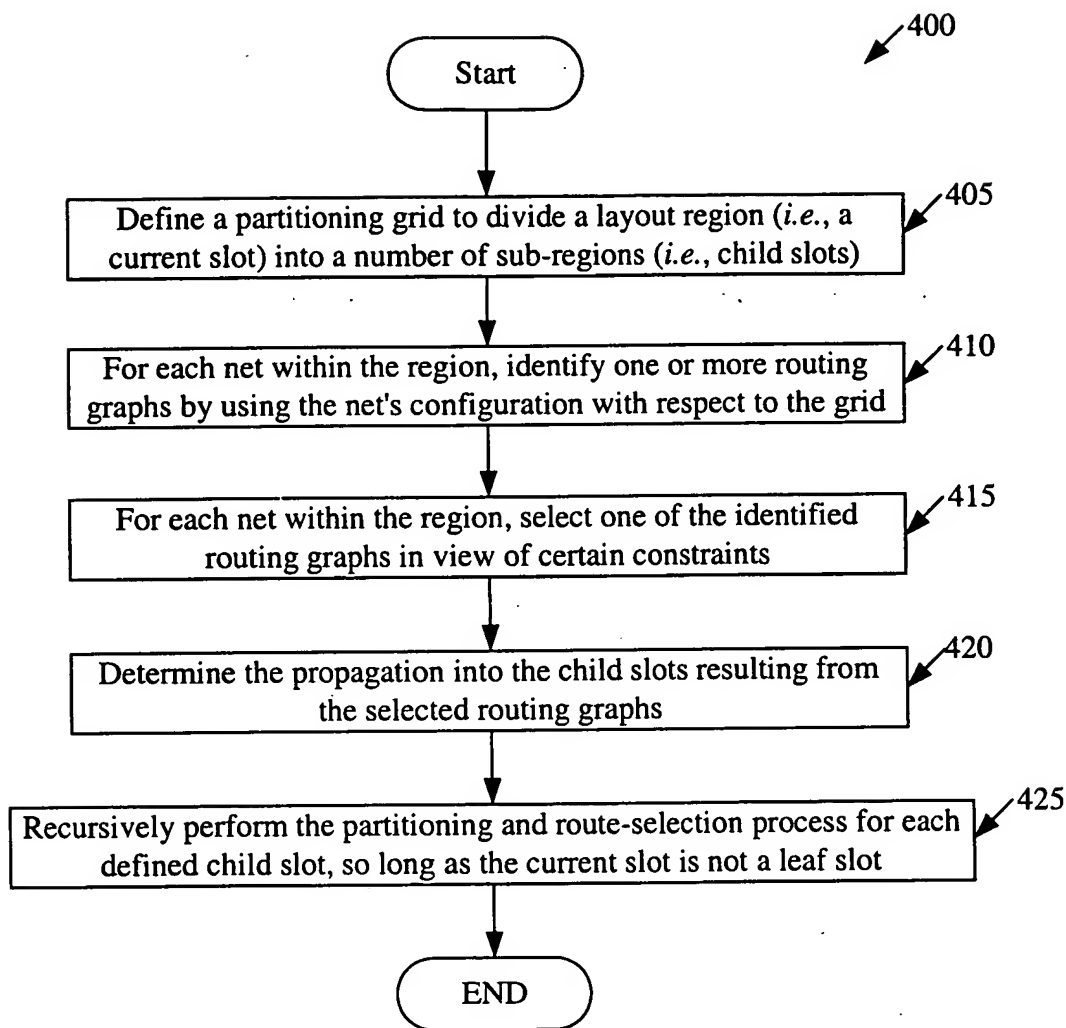 400
Start
405
Define a partitioning grid to divide a layout region (i.e., a
current slot) into a number of sub-regions (i.e., child slots)
410
For each net within the region, identify one or more routing
graphs by using the net's configuration with respect to the grid
415
For each net within the region, select one of the identified
routing graphs in view of certain constraints
420
Determine the propagation into the child slots resulting from
the selected routing graphs
425
Recursively perform the partitioning and route-selection process for each
defined child slot, so long as the current slot is not a leaf slot
END